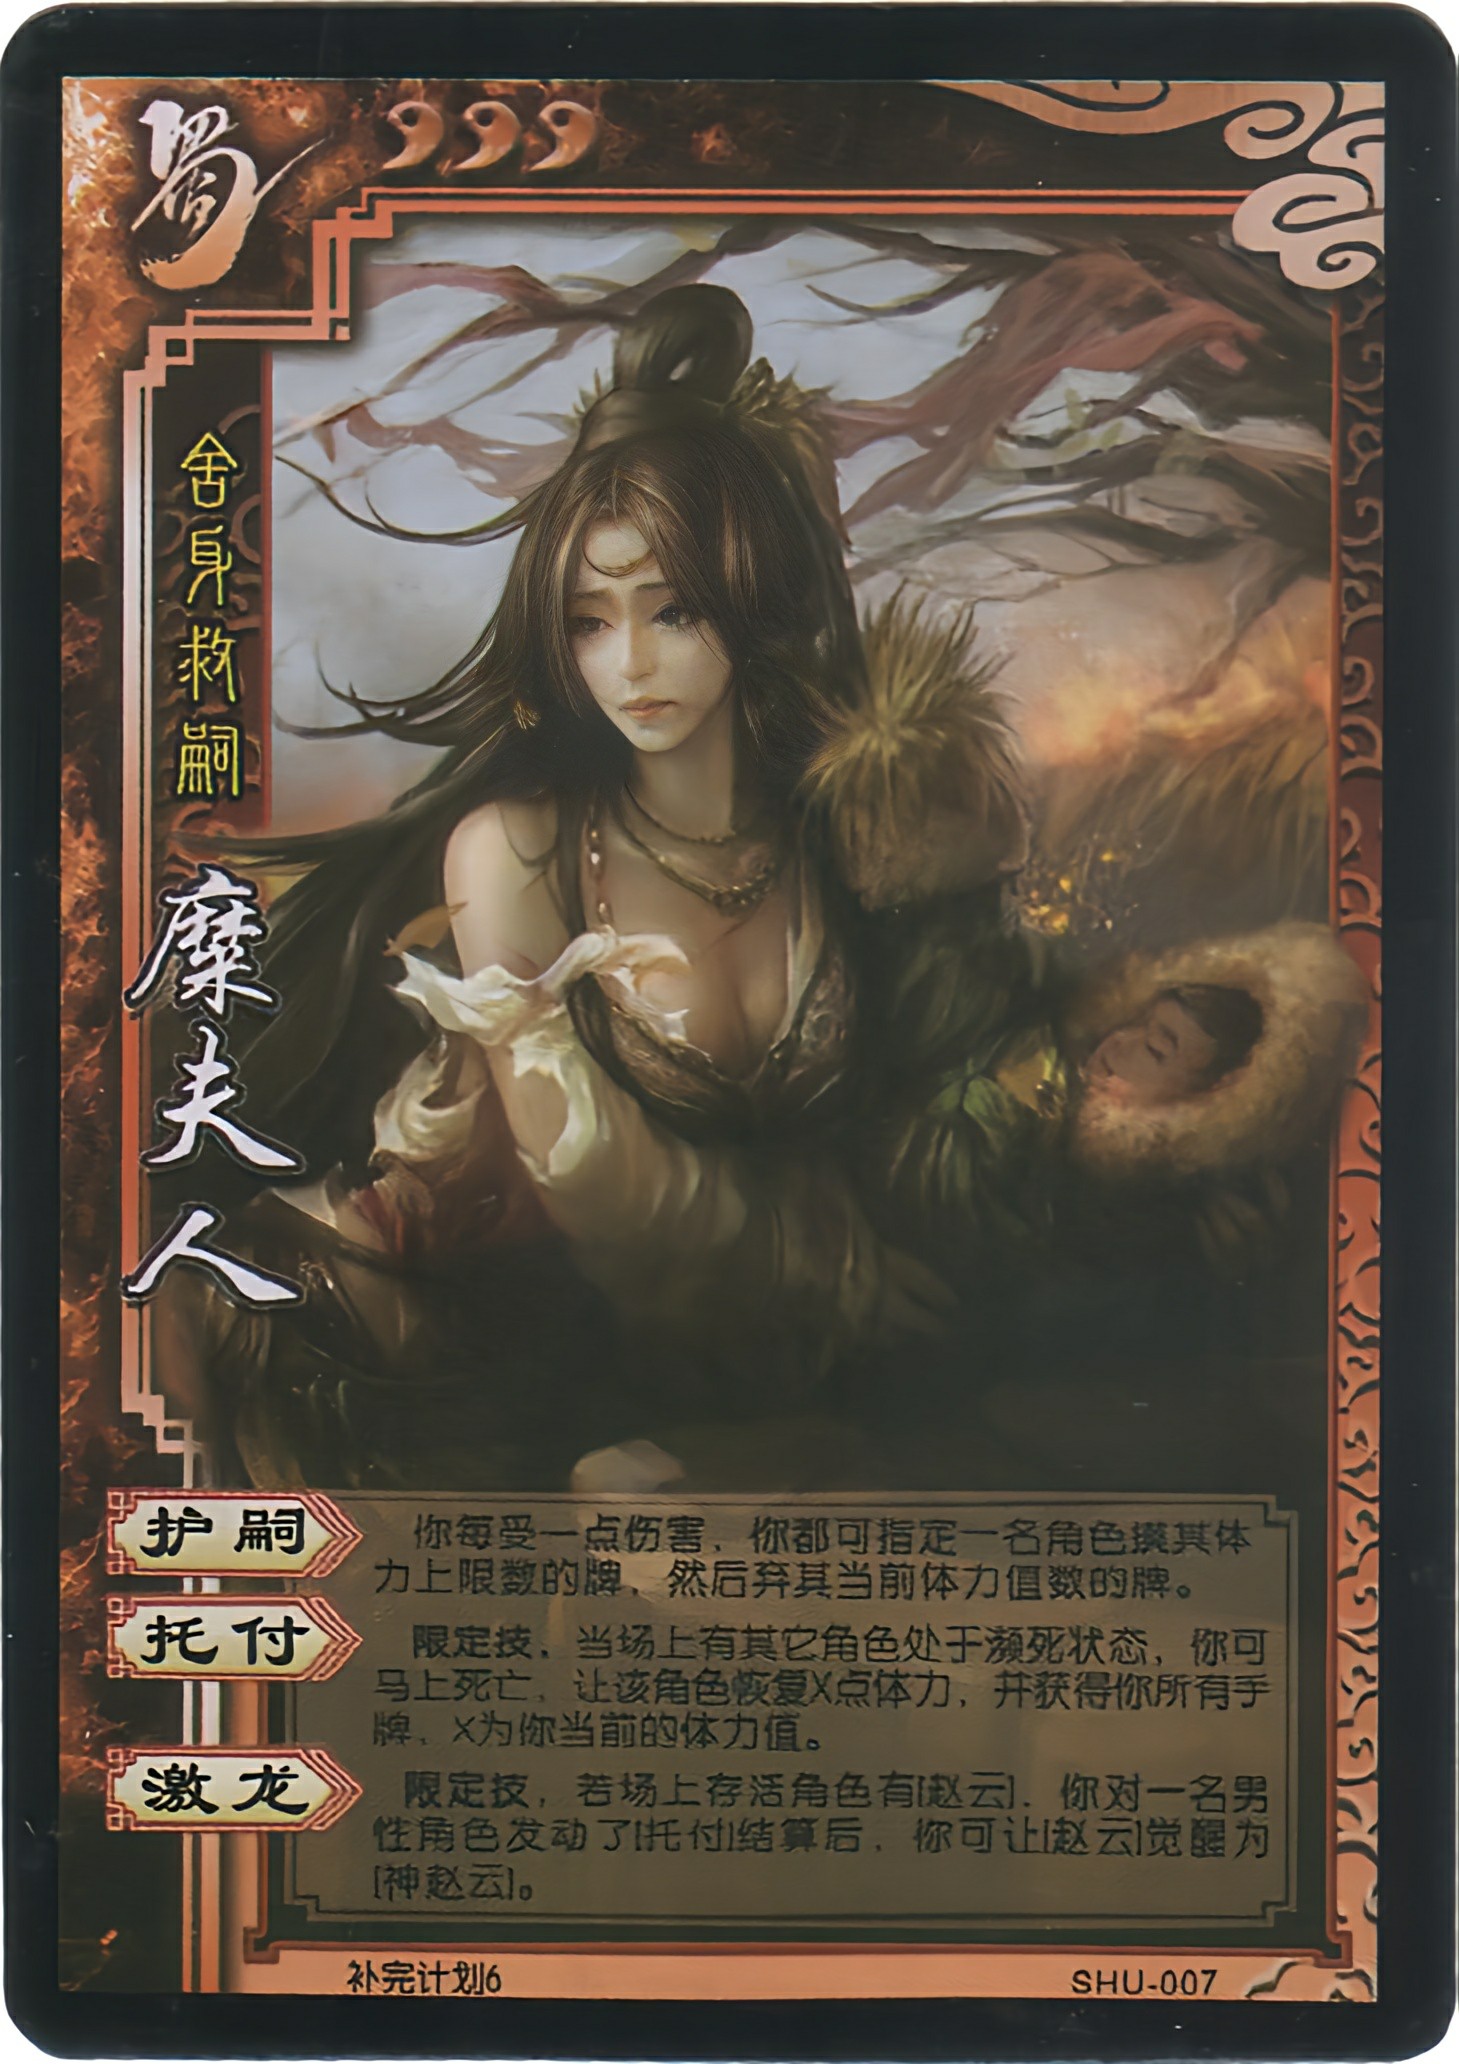 蜀
舍身救嗣
糜夫人
护嗣
你每受一点伤害，你都可指定一名角色摸其体
力上限数的牌，然后弃其当前体力值数的牌。
托付
限定技，当场上有其它角色处于濒死状态，你可
马上死亡，让该角色恢复X点体力，并获得你所有手
牌，X为你当前的体力值。
激龙
限定技，若场上存活角色有[赵云]，你对一名男
性角色发动了[托付]结算后，你可让[赵云]觉醒为
[神赵云]。
补完计划6
SHU-007